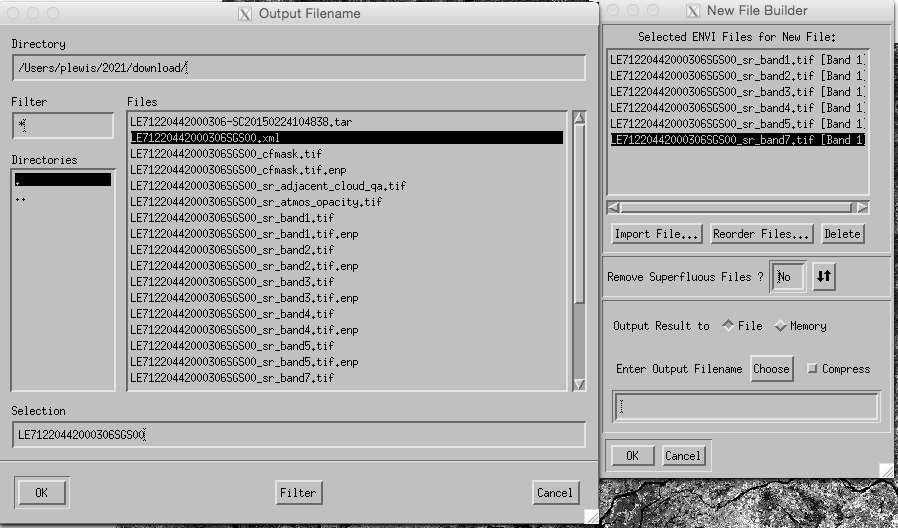 Output Filename
Directory
/Users/plewis/2021/download/
Filter
*
Directories
.
..
Files
LE71220442000306-SC20150224104838.tar
LE71220442000306SGS00.xml
LE71220442000306SGS00_cfmask.tif
LE71220442000306SGS00_cfmask.tif.enp
LE71220442000306SGS00_sr_adjacent_cloud_qa.tif
LE71220442000306SGS00_sr_atmos_opacity.tif
LE71220442000306SGS00_sr_band1.tif
LE71220442000306SGS00_sr_band1.tif.enp
LE71220442000306SGS00_sr_band2.tif
LE71220442000306SGS00_sr_band2.tif.enp
LE71220442000306SGS00_sr_band3.tif
LE71220442000306SGS00_sr_band3.tif.enp
LE71220442000306SGS00_sr_band4.tif
LE71220442000306SGS00_sr_band4.tif.enp
LE71220442000306SGS00_sr_band5.tif
LE71220442000306SGS00_sr_band5.tif.enp
LE71220442000306SGS00_sr_band7.tif
Selection
LE71220442000306SGS00
OK Filter Cancel
New File Builder
Selected ENVI Files for New File:
LE71220442000306SGS00_sr_band1.tif [Band 1]
LE71220442000306SGS00_sr_band2.tif [Band 1]
LE71220442000306SGS00_sr_band3.tif [Band 1]
LE71220442000306SGS00_sr_band4.tif [Band 1]
LE71220442000306SGS00_sr_band5.tif [Band 1]
LE71220442000306SGS00_sr_band7.tif [Band 1]
Import File... Reorder Files... Delete
Remove Superfluous Files ? No
Output Result to File Memory
Enter Output Filename Choose Compress
OK Cancel